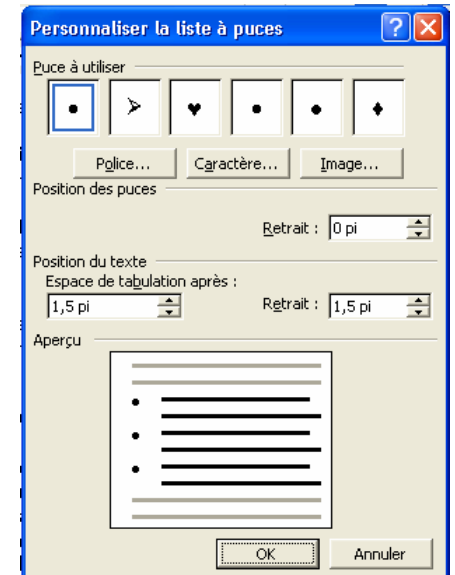 Personnaliser la liste à puces
Puce à utiliser
Police... Caractère... Image...
Position des puces
Retrait : 0 pi
Position du texte
Espace de tabulation après :
1,5 pi Retrait : 1,5 pi
Aperçu
OK Annuler